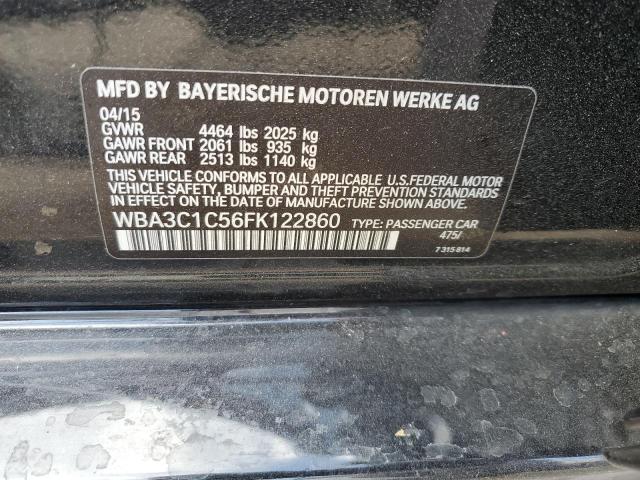 MFD BY BAYERISCHE MOTOREN WERKE AG
04/15
GVWR 4464 lbs 2025 kg
GAWR FRONT 2061 lbs 935 kg
GAWR REAR 2513 lbs 1140 kg
THIS VEHICLE CONFORMS TO ALL APPLICABLE U.S.FEDERAL MOTOR
VEHICLE SAFETY, BUMPER AND THEFT PREVENTION STANDARDS
IN EFFECT ON THE DATE OF MANUFACTURE SHOWN ABOVE.
WBA3C1C56FK122860 TYPE: PASSENGER CAR
475/
7 315 814